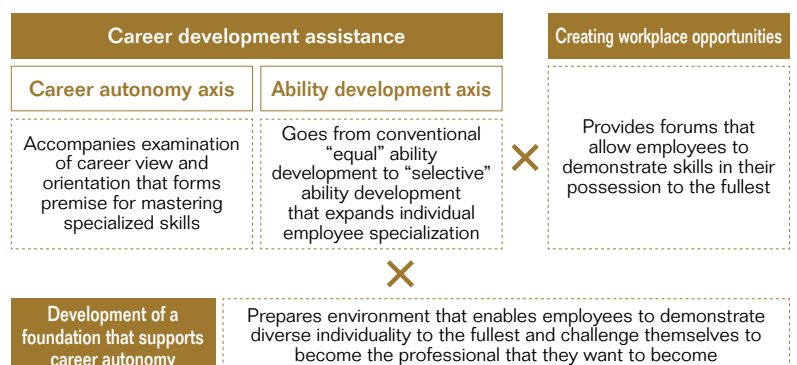 Career development assistance
Creating workplace opportunities
Career autonomy axis
Ability development axis
Accompanies examination
of career view and
orientation that forms
premise for mastering
specialized skills
Goes from conventional
“equal” ability
development to “selective”
ability development
that expands individual
employee specialization
Provides forums that
allow employees to
demonstrate skills in their
possession to the fullest
Development of a
foundation that supports
career autonomy
Prepares environment that enables employees to demonstrate
diverse individuality to the fullest and challenge themselves to
become the professional that they want to become